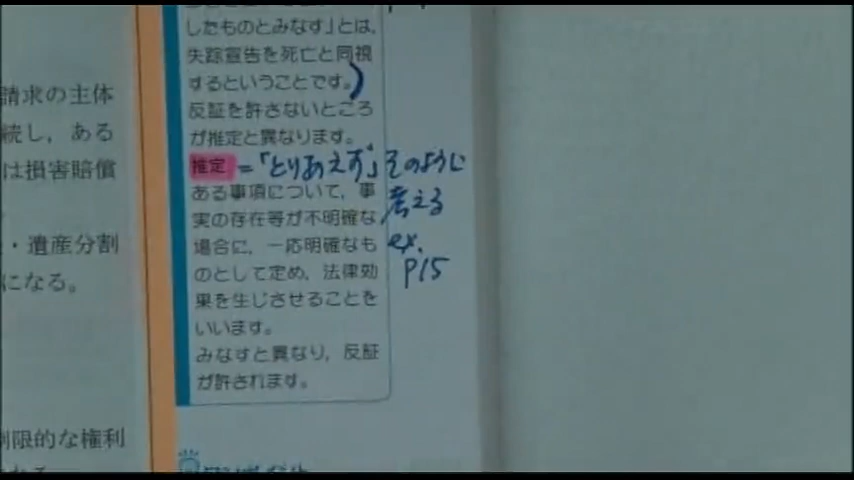 請求の主体
続し，ある
は損害賠償
・遺産分割
になる。
限的な権利
したものとみなす」とは，
失踪宣告を死亡と同視
するということです。)
反証を許さないところ
が推定と異なります。
推定 =「とりあえず」そのように
考える
ex.
P15
ある事項について，事
実の存在等が不明確な
場合に，一応明確なも
のとして定め，法律効
果を生じさせることを
いいます。
みなすと異なり，反証
が許されます。